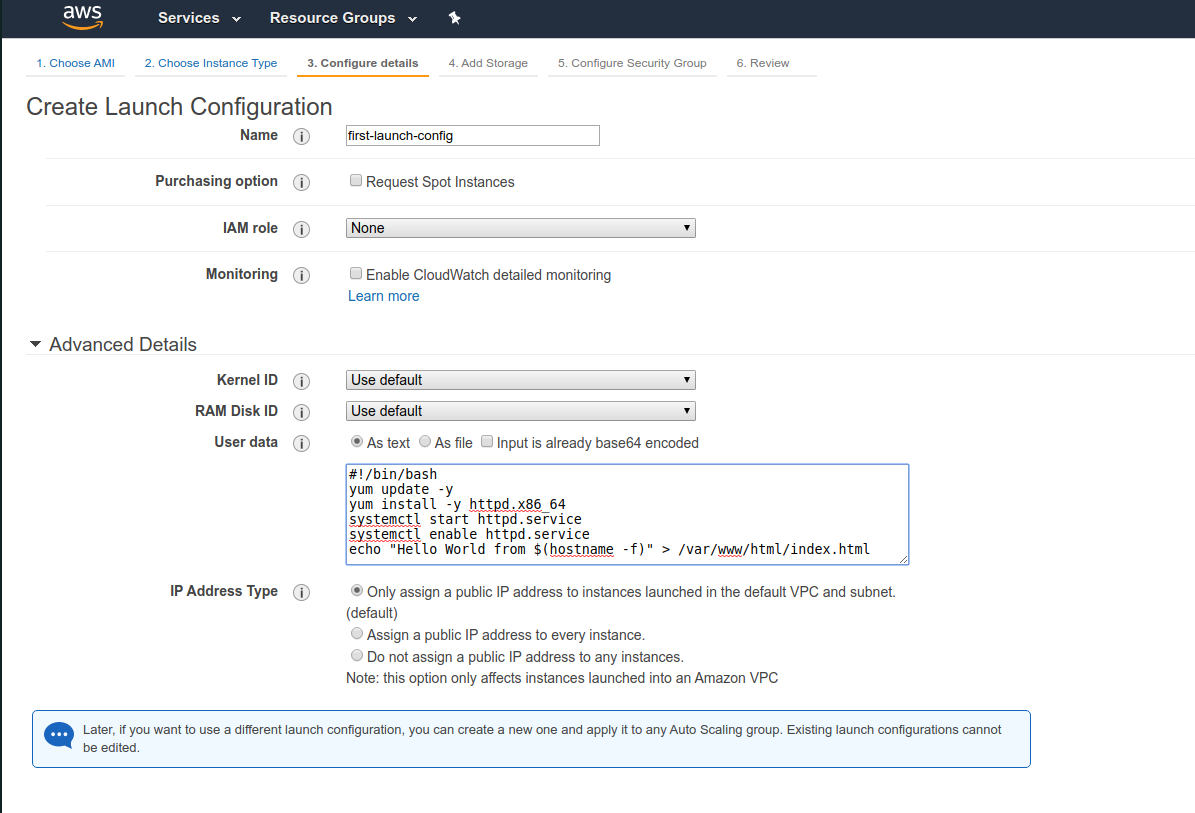 aws Services Resource Groups
1. Choose AMI 2. Choose Instance Type 3. Configure details 4. Add Storage 5. Configure Security Group 6. Review
Create Launch Configuration
Name i first-launch-config
Purchasing option i Request Spot Instances
IAM role i None
Monitoring i Enable CloudWatch detailed monitoring
Learn more
Advanced Details
Kernel ID i Use default
RAM Disk ID i Use default
User data i As text As file Input is already base64 encoded
#!/bin/bash
yum update -y
yum install -y httpd.x86_64
systemctl start httpd.service
systemctl enable httpd.service
echo "Hello World from $(hostname -f)" > /var/www/html/index.html
IP Address Type i Only assign a public IP address to instances launched in the default VPC and subnet.
(default)
Assign a public IP address to every instance.
Do not assign a public IP address to any instances.
Note: this option only affects instances launched into an Amazon VPC
Later, if you want to use a different launch configuration, you can create a new one and apply it to any Auto Scaling group. Existing launch configurations cannot
be edited.